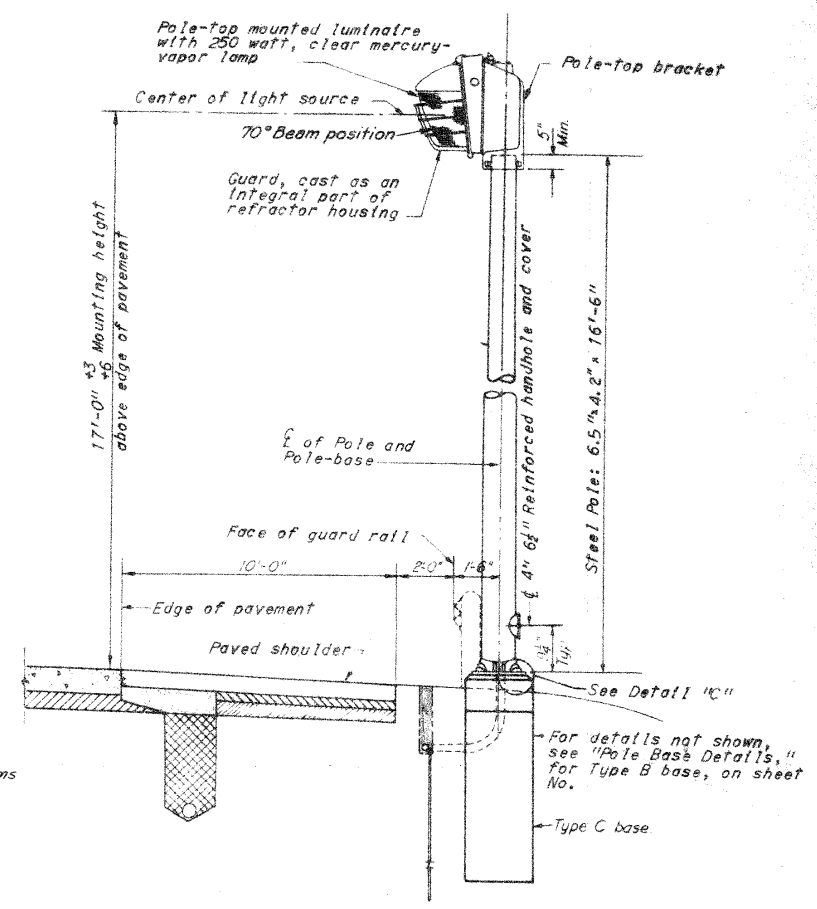 Pole-top mounted luminaire
with 250 watt, clear mercury-
vapor lamp
Pole-top bracket
Center of light source
70° Beam position
5"
Min.
Guard, cast as an
integral part of
refractor housing
17'-0" +3 +6 Mounting height
above edge of pavement
℄ 4" 6½" Reinforced handhole and cover
Steel Pole: 6.5" x 4.2" x 16'-6"
℄ of Pole and
Pole-base
Face of guard rail
10'-0"
2'-0"
1'-6"
Edge of pavement
Paved shoulder
Typ.
See Detail "C"
For details not shown,
see "Pole Base Details,"
for Type B base, on sheet
No.
ms
Type C base